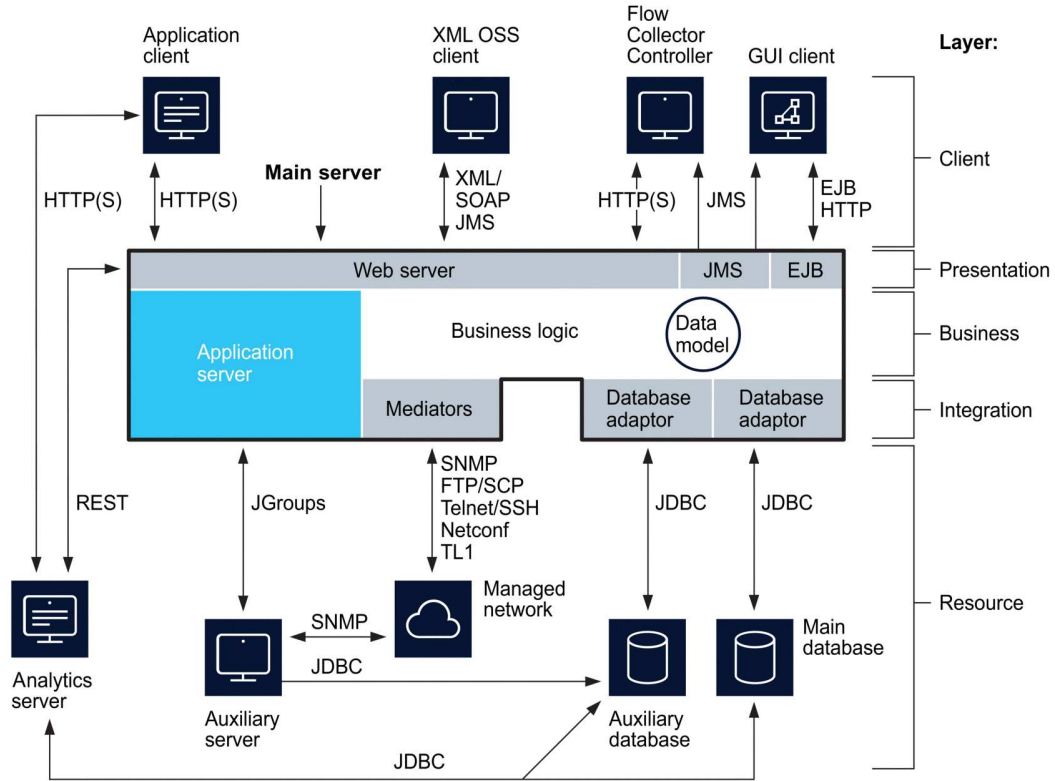 Application
client
XML OSS
client
Flow
Collector
Controller
GUI client
Layer:
HTTP(S)
HTTP(S)
Main server
XML/
SOAP
JMS
HTTP(S)
JMS
EJB
HTTP
Client
Web server
JMS
EJB
Presentation
Application
server
Business logic
Data
model
Business
Mediators
Database
adaptor
Database
adaptor
Integration
REST
JGroups
SNMP
FTP/SCP
Telnet/SSH
Netconf
TL1
JDBC
JDBC
Resource
Analytics
server
Auxiliary
server
SNMP
JDBC
Managed
network
Auxiliary
database
Main
database
JDBC